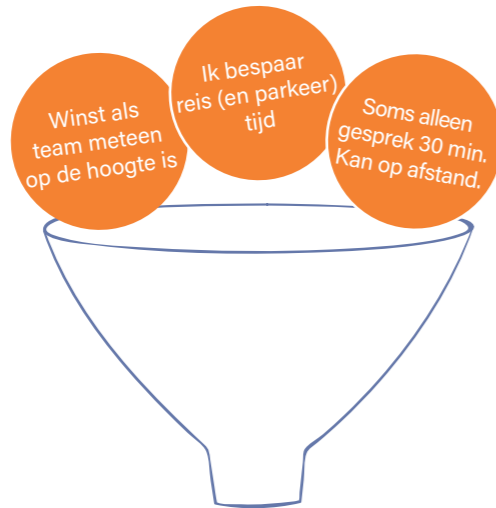 Winst als
team meteen
op de hoogte is
Ik bespaar
reis (en parkeer)
tijd
Soms alleen
gesprek 30 min.
Kan op afstand.